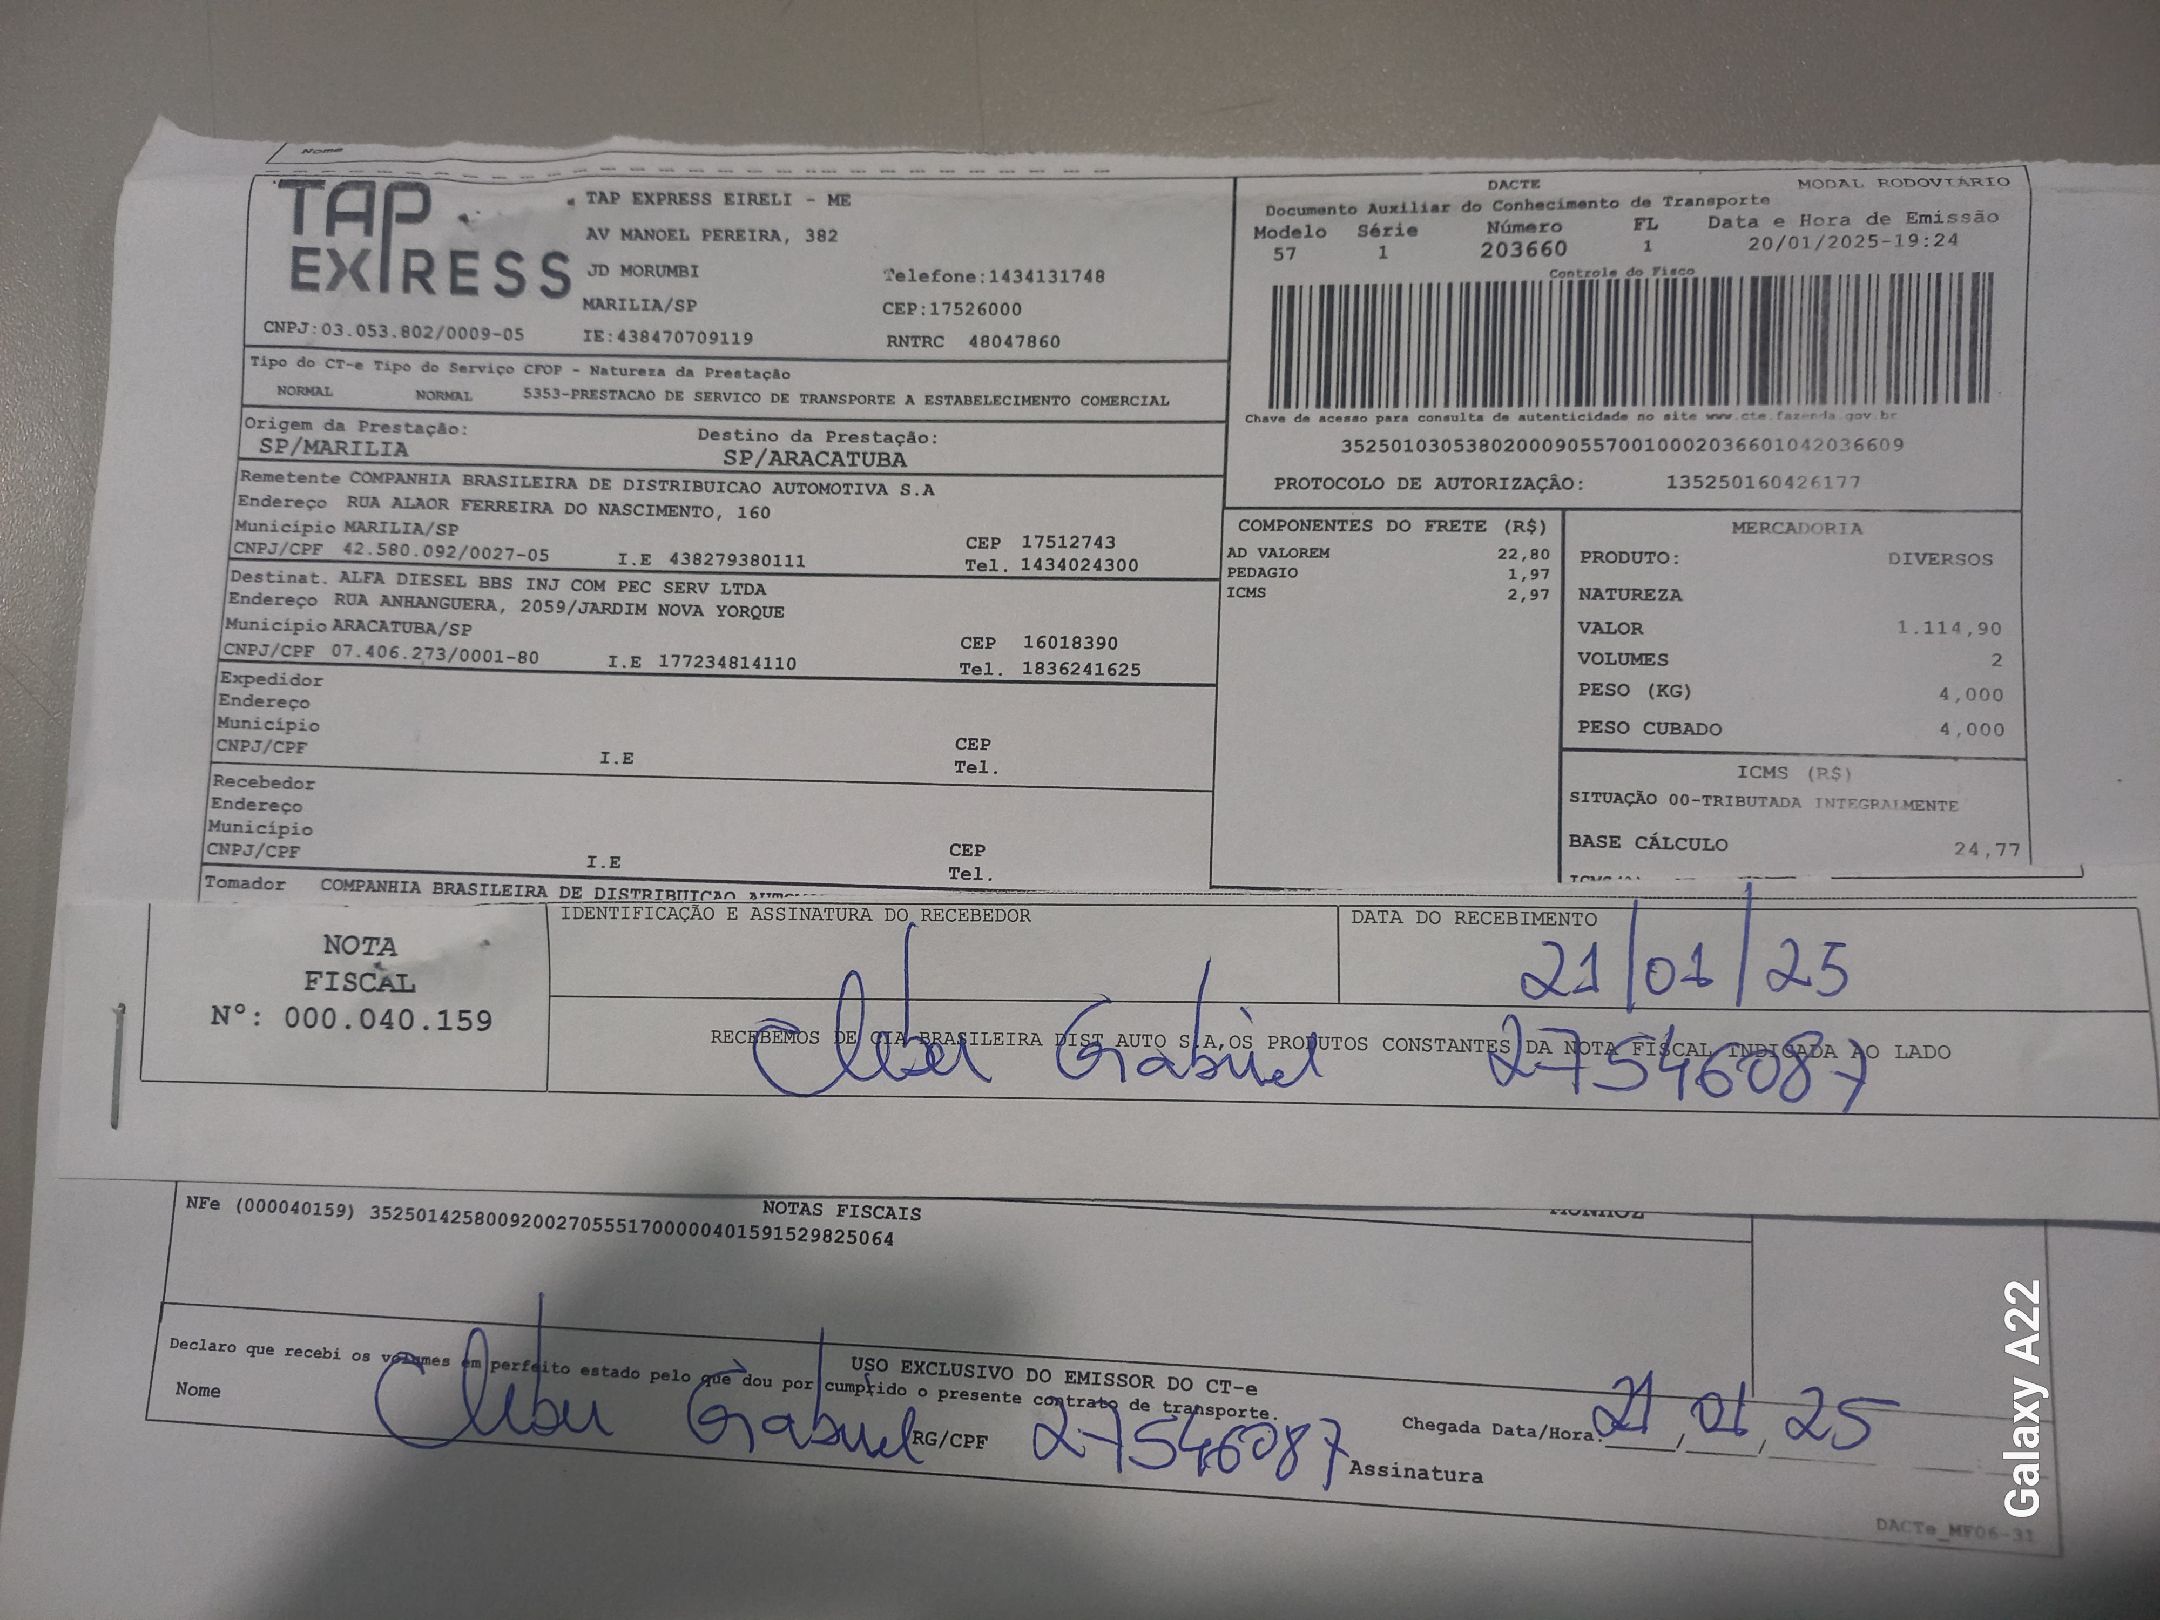 Nome
TAP EXPRESS
TAP EXPRESS EIRELI - ME
AV MANOEL PEREIRA, 382
JD MORUMBI Telefone:1434131748
MARILIA/SP CEP:17526000
CNPJ:03.053.802/0009-05 IE:438470709119 RNTRC 48047860
DACTE MODAL RODOVIÁRIO
Documento Auxiliar do Conhecimento de Transporte
Modelo Série Número FL Data e Hora de Emissão
57 1 203660 1 20/01/2025-19:24
Controle do Fisco
Chave de acesso para consulta de autenticidade no site www.cte.fazenda.gov.br
35250103053802000905570010002036601042036609
PROTOCOLO DE AUTORIZAÇÃO: 135250160426177
Tipo do CT-e Tipo do Serviço CFOP - Natureza da Prestação
NORMAL NORMAL 5353-PRESTACAO DE SERVICO DE TRANSPORTE A ESTABELECIMENTO COMERCIAL
Origem da Prestação: Destino da Prestação:
SP/MARILIA SP/ARACATUBA
Remetente COMPANHIA BRASILEIRA DE DISTRIBUICAO AUTOMOTIVA S.A
Endereço RUA ALAOR FERREIRA DO NASCIMENTO, 160
Município MARILIA/SP CEP 17512743
CNPJ/CPF 42.580.092/0027-05 I.E 438279380111 Tel. 1434024300
Destinat. ALFA DIESEL BBS INJ COM PEC SERV LTDA
Endereço RUA ANHANGUERA, 2059/JARDIM NOVA YORQUE
Município ARACATUBA/SP CEP 16018390
CNPJ/CPF 07.406.273/0001-80 I.E 177234814110 Tel. 1836241625
Expedidor
Endereço
Município CEP
CNPJ/CPF I.E Tel.
Recebedor
Endereço
Município CEP
CNPJ/CPF I.E Tel.
Tomador COMPANHIA BRASILEIRA DE DISTRIBUICAO
COMPONENTES DO FRETE (R$)
AD VALOREM 22,80
PEDAGIO 1,97
ICMS 2,97
MERCADORIA
PRODUTO: DIVERSOS
NATUREZA
VALOR 1.114,90
VOLUMES 2
PESO (KG) 4,000
PESO CUBADO 4,000
ICMS (R$)
SITUAÇÃO 00-TRIBUTADA INTEGRALMENTE
BASE CÁLCULO 24,77
NOTA
FISCAL
N°: 000.040.159
IDENTIFICAÇÃO E ASSINATURA DO RECEBEDOR
DATA DO RECEBIMENTO
21/01/25
RECEBEMOS DE CIA BRASILEIRA DIST AUTO S.A,OS PRODUTOS CONSTANTES DA NOTA FISCAL INDICADA AO LADO
Cleber Gabriel 27546087
NOTAS FISCAIS
NFe (000040159) 35250142580092002705551700000401591529825064
USO EXCLUSIVO DO EMISSOR DO CT-e
Declaro que recebi os volumes em perfeito estado pelo que dou por cumprido o presente contrato de transporte.
Nome Cleber Gabriel RG/CPF 27546087 Assinatura
Chegada Data/Hora: 21/01/25
DACTe_MF06-31
Galaxy A22